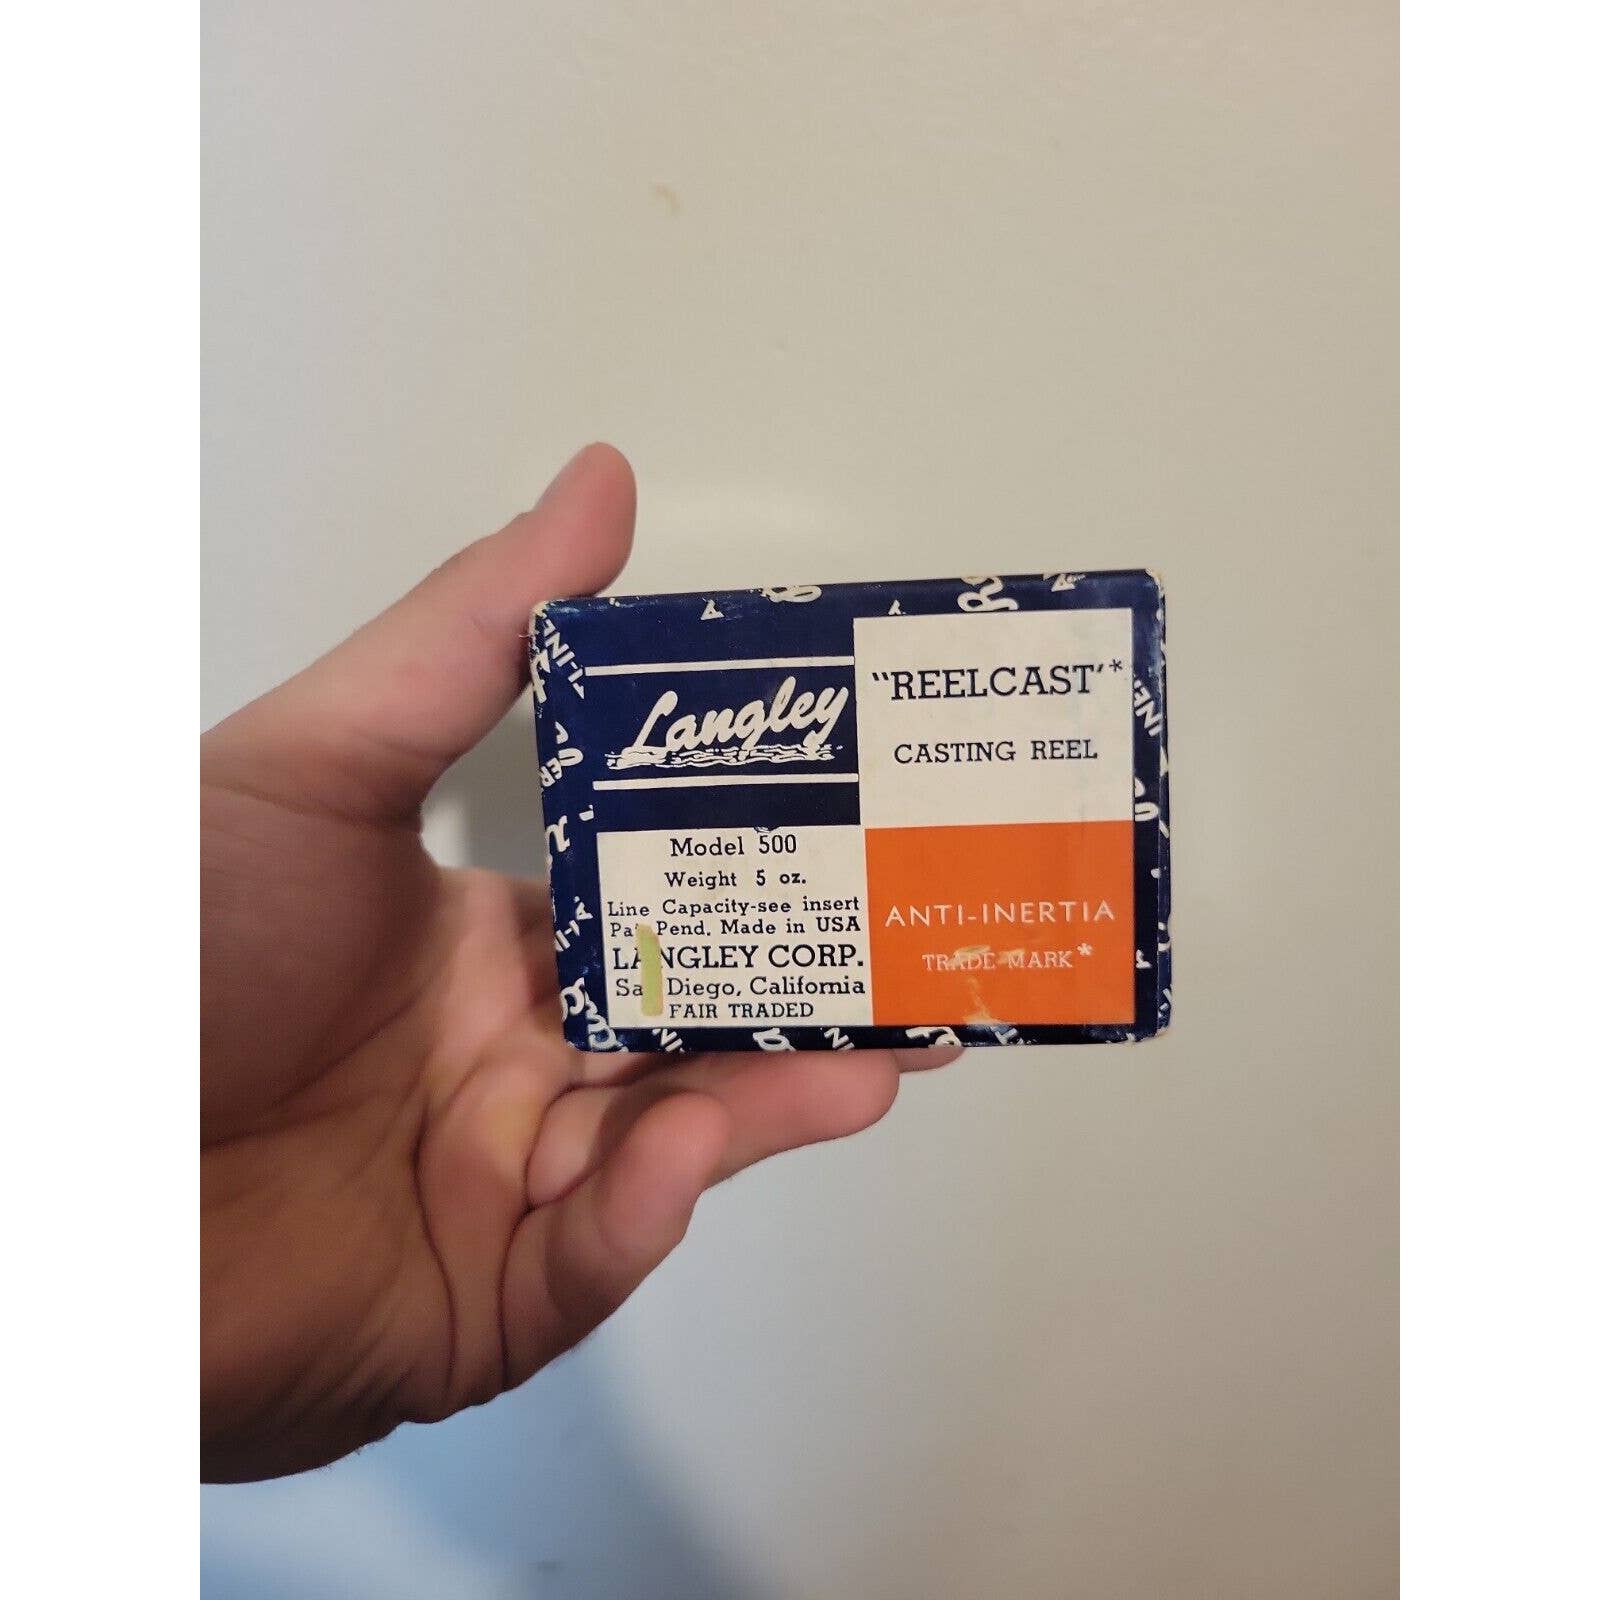 Langley
"REELCAST"*
CASTING REEL
Model 500
Weight 5 oz.
Line Capacity-see insert
Pend. Made in USA
LANGLEY CORP.
Diego, California
FAIR TRADED
ANTI-INERTIA
TRADE MARK*